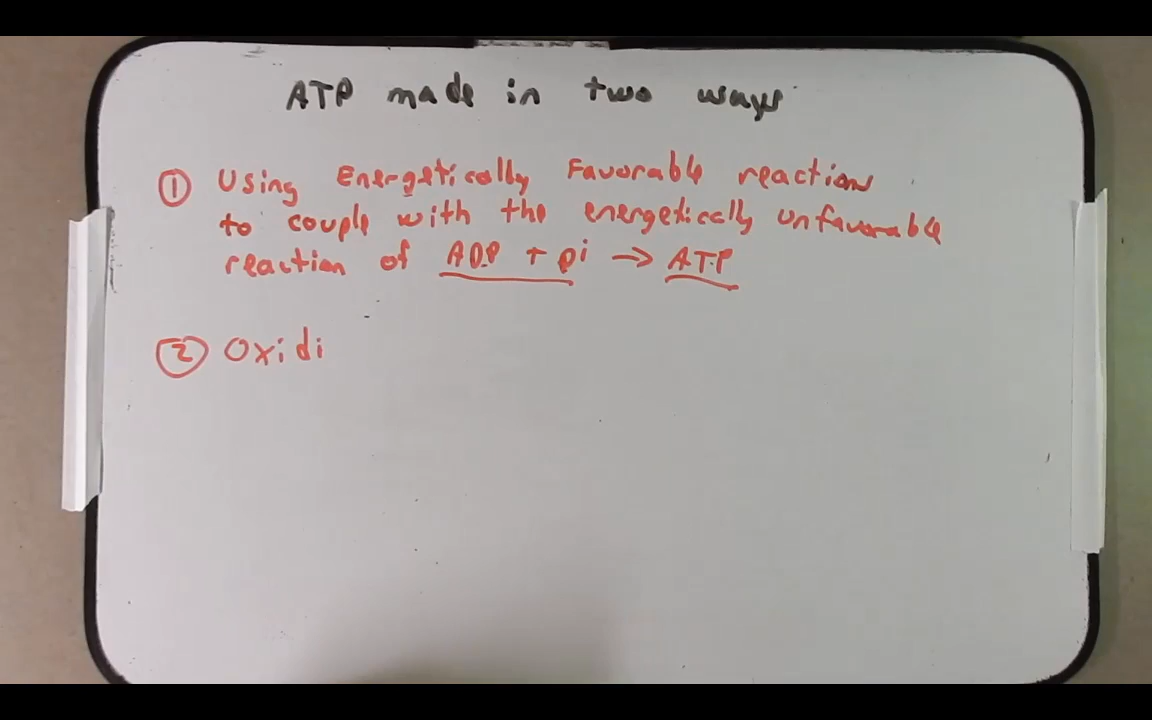 ATP made in two ways
① Using Energetically Favorable reactions
to couple with the energetically unfavorable
reaction of ADP + pi → ATP
② Oxidi